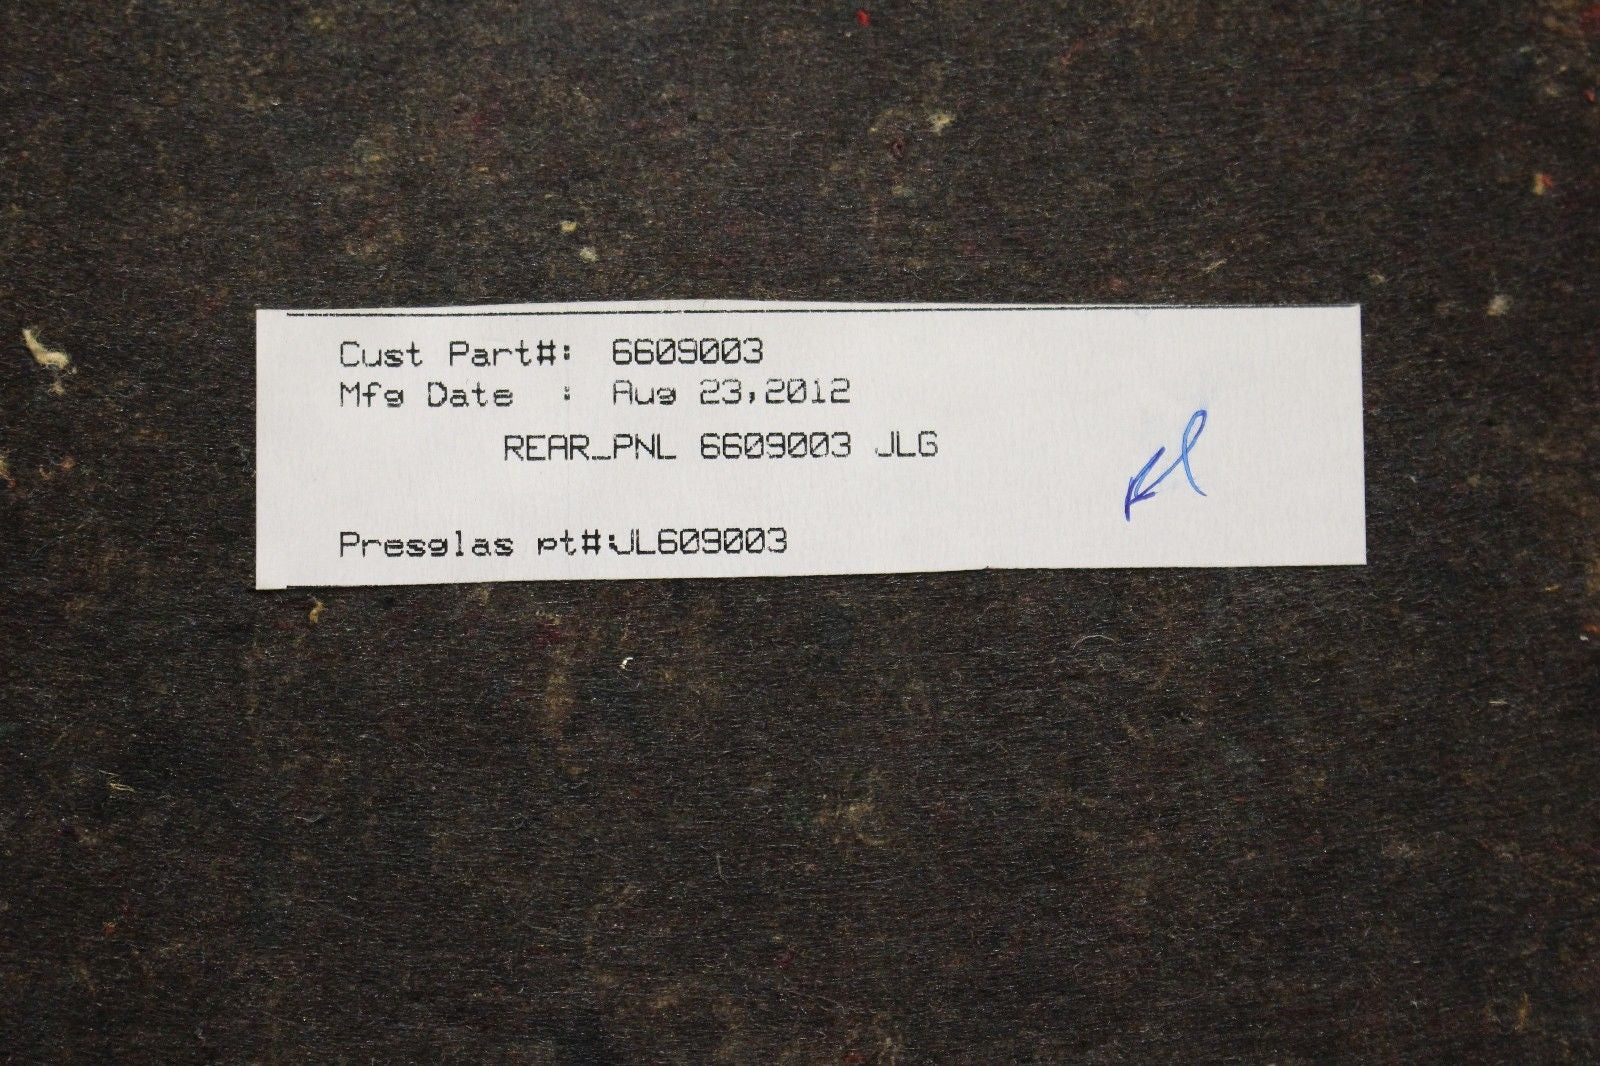 Cust Part#: 6609003
Mfg Date : Aug 23,2012
REAR_PNL 6609003 JLG
Presglas pt#:JL609003